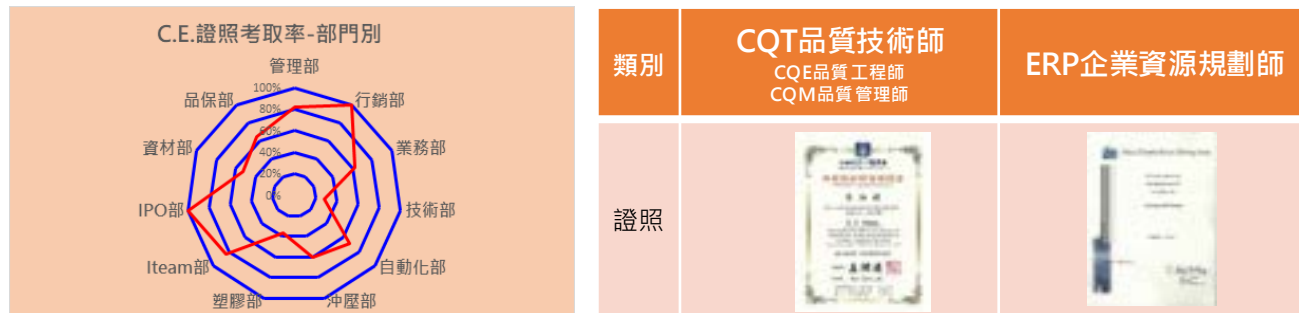 C.E.證照考取率-部門別
管理部
行銷部
業務部
技術部
自動化部
沖壓部
塑膠部
Iteam部
IPO部
資材部
品保部
100%
80%
60%
40%
20%
0%
類別
CQT品質技術師
CQE品質工程師
CQM品質管理師
ERP企業資源規劃師
證照